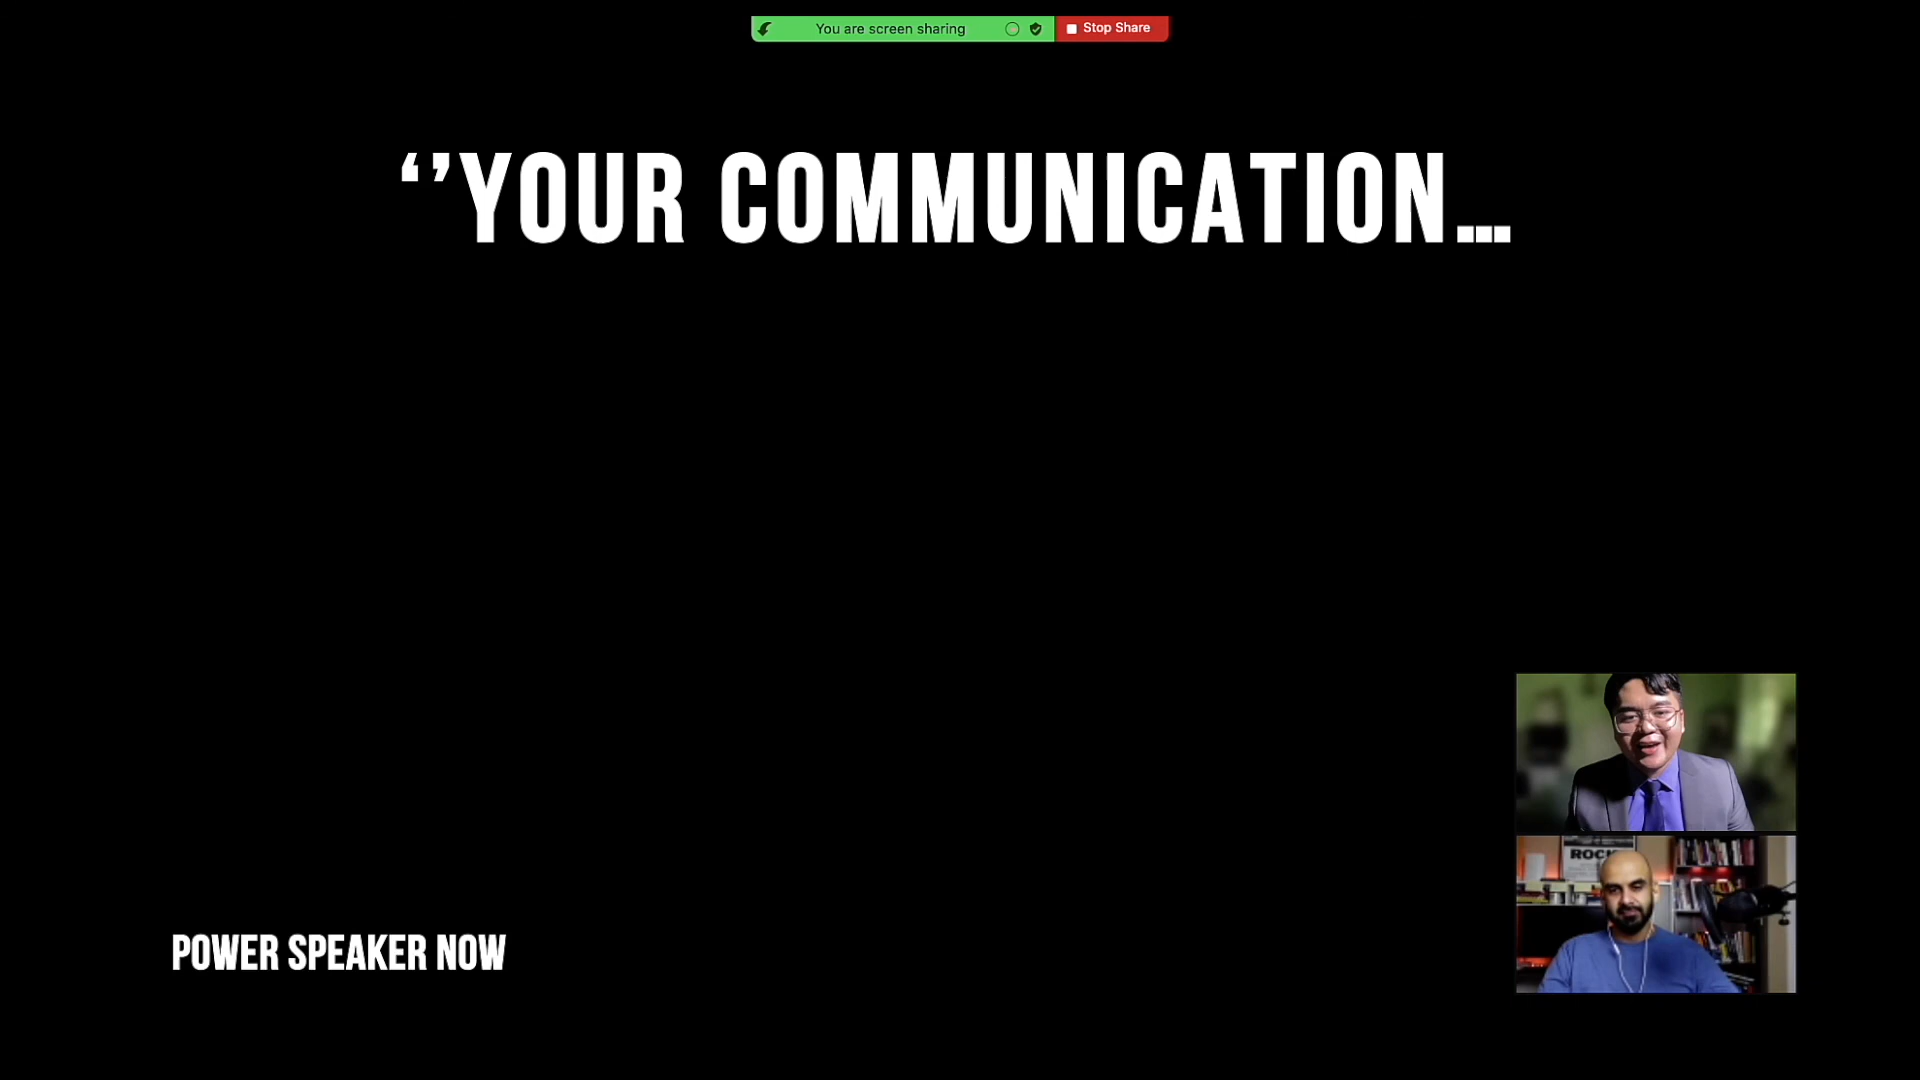 You are screen sharing
Stop Share
‘’YOUR COMMUNICATION...
ROCK
POWER SPEAKER NOW